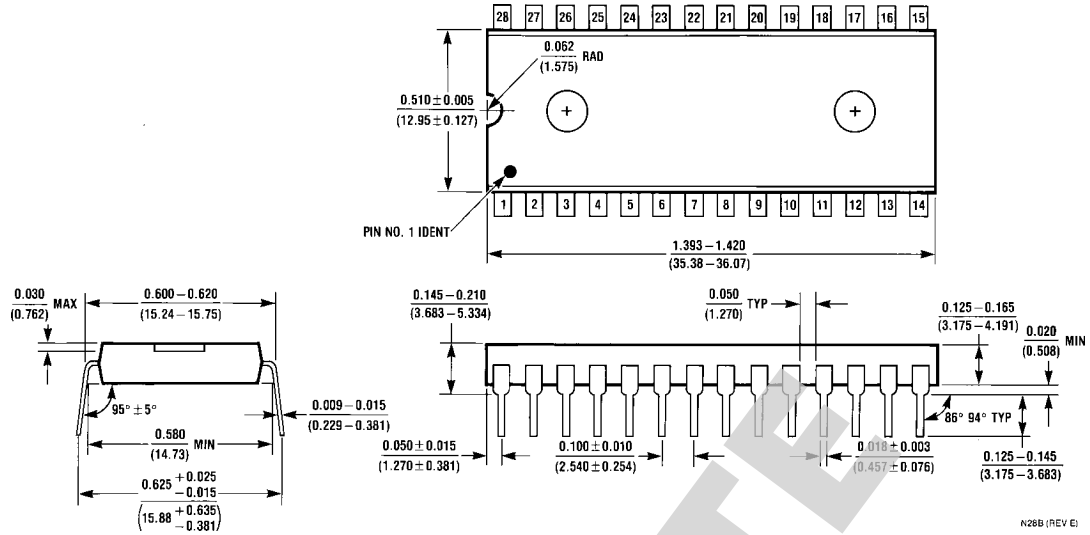 28 27 26 25 24 23 22 21 20 19 18 17 16 15
0.062
(1.575)
RAD
0.510 ± 0.005
(12.95 ± 0.127)
1 2 3 4 5 6 7 8 9 10 11 12 13 14
PIN NO. 1 IDENT
1.393 – 1.420
(35.38 – 36.07)
0.030
(0.762)
MAX
0.600 – 0.620
(15.24 – 15.75)
95° ± 5°
0.009 – 0.015
(0.229 – 0.381)
0.580
(14.73)
MIN
0.625 + 0.025
– 0.015
(15.88 + 0.635
– 0.381)
0.145 – 0.210
(3.683 – 5.334)
0.050
(1.270)
TYP
0.125 – 0.165
(3.175 – 4.191)
0.020
(0.508)
MIN
86° 94° TYP
0.050 ± 0.015
(1.270 ± 0.381)
0.100 ± 0.010
(2.540 ± 0.254)
0.018 ± 0.003
(0.457 ± 0.076)
0.125 – 0.145
(3.175 – 3.683)
N28B (REV E)